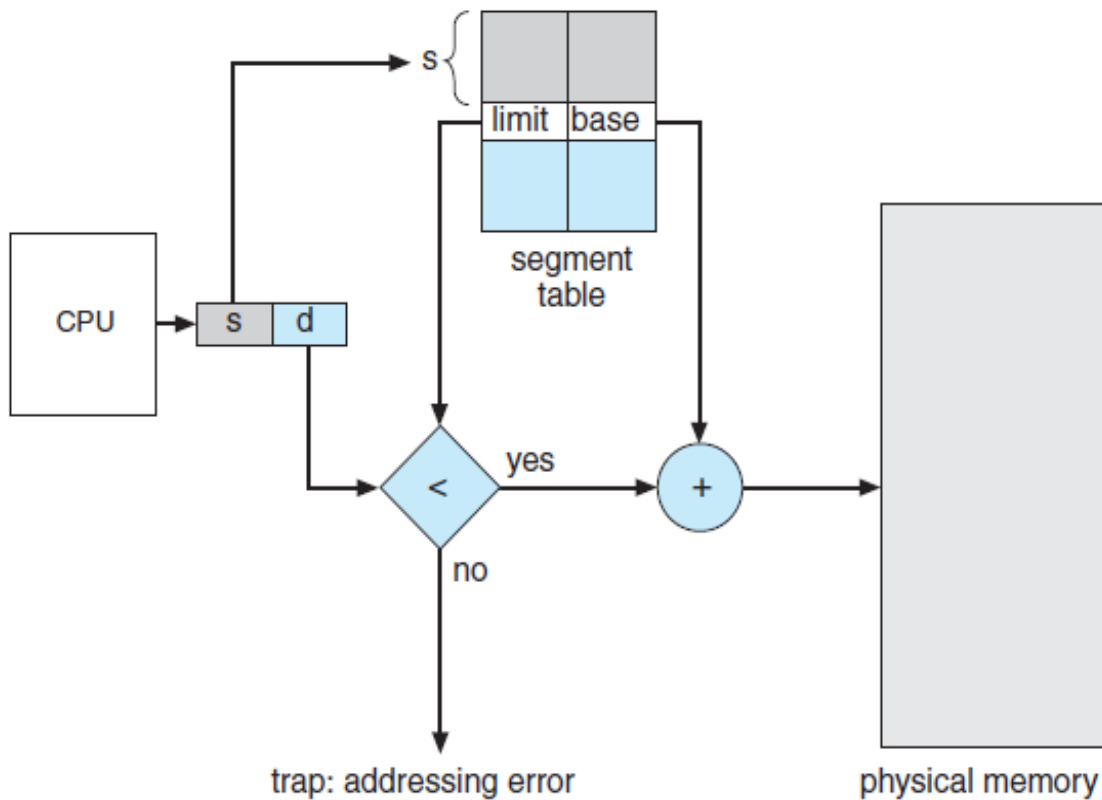 s
limit base
segment
table
CPU
s d
<
yes
+
no
trap: addressing error
physical memory